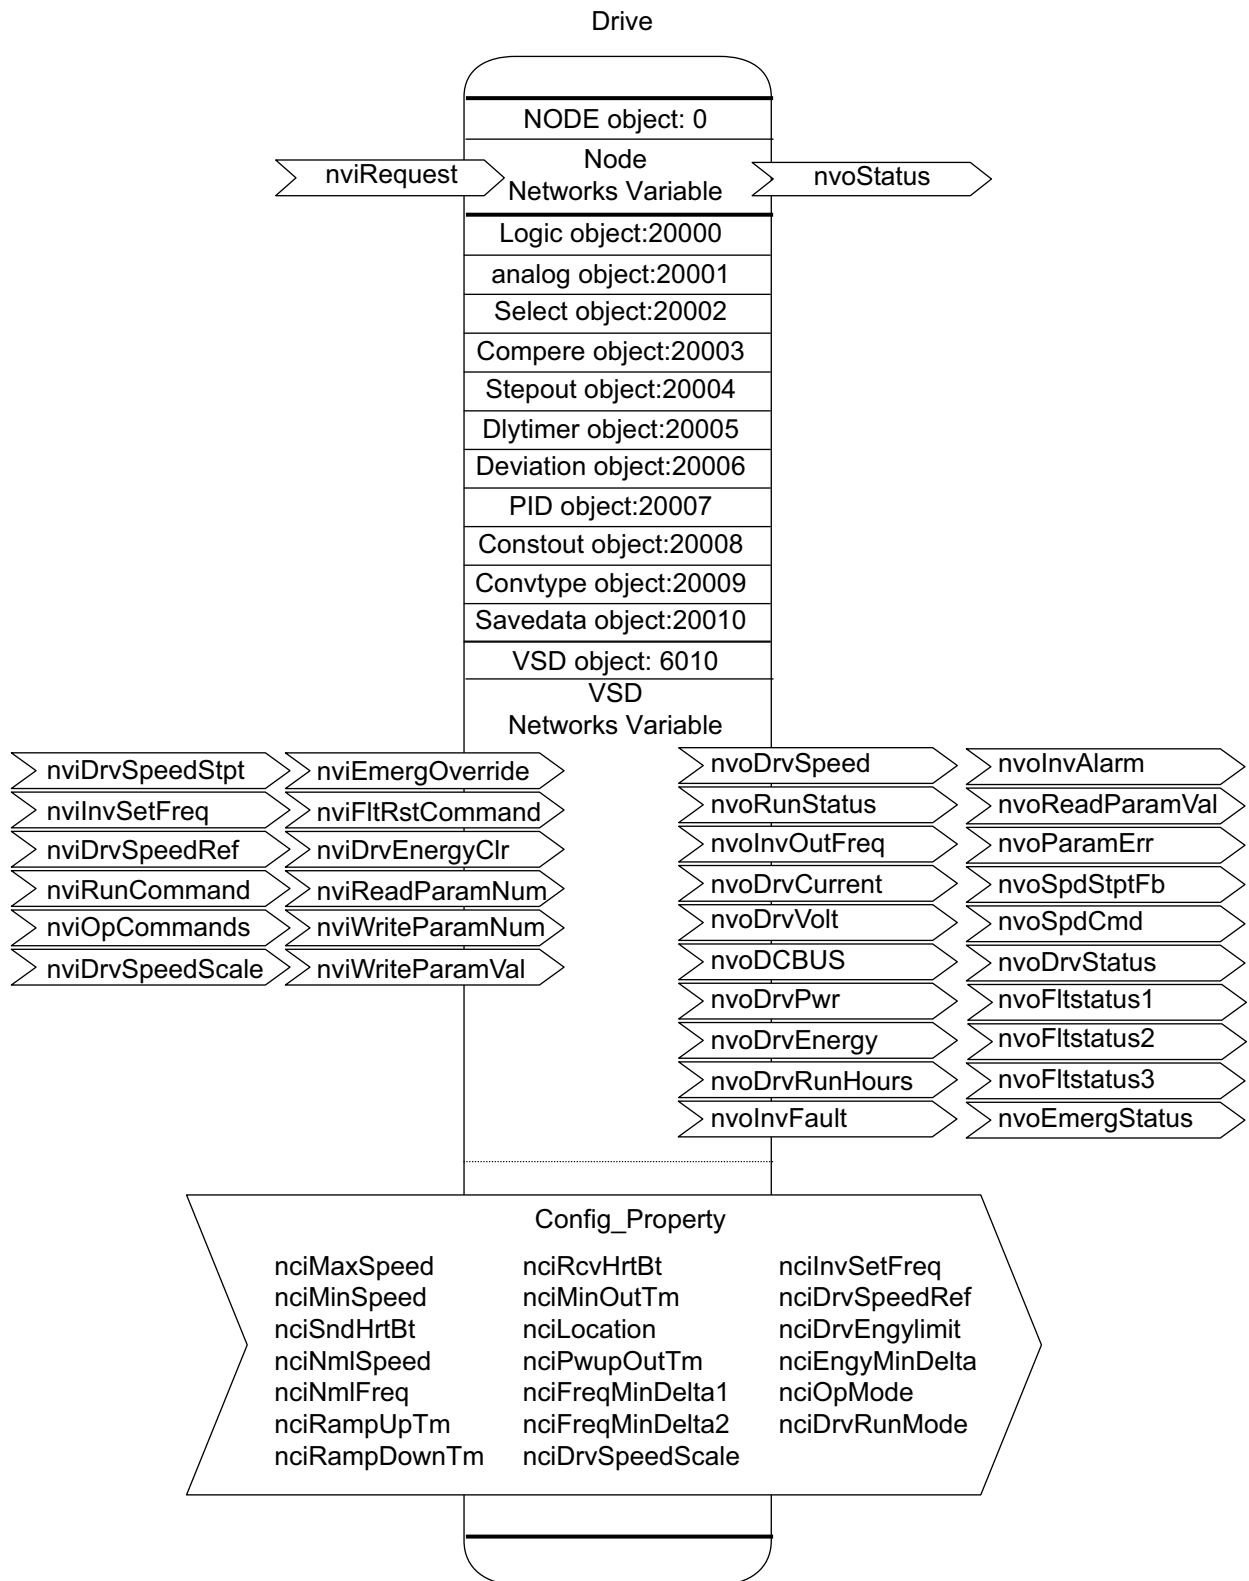 Drive
NODE object: 0
Node
Networks Variable
nviRequest
nvoStatus
Logic object:20000
analog object:20001
Select object:20002
Compere object:20003
Stepout object:20004
Dlytimer object:20005
Deviation object:20006
PID object:20007
Constout object:20008
Convtype object:20009
Savedata object:20010
VSD object: 6010
VSD
Networks Variable
nviDrvSpeedStpt
nviInvSetFreq
nviDrvSpeedRef
nviRunCommand
nviOpCommands
nviDrvSpeedScale
nviEmergOverride
nviFltRstCommand
nviDrvEnergyClr
nviReadParamNum
nviWriteParamNum
nviWriteParamVal
nvoDrvSpeed
nvoRunStatus
nvoInvOutFreq
nvoDrvCurrent
nvoDrvVolt
nvoDCBUS
nvoDrvPwr
nvoDrvEnergy
nvoDrvRunHours
nvoInvFault
nvoInvAlarm
nvoReadParamVal
nvoParamErr
nvoSpdStptFb
nvoSpdCmd
nvoDrvStatus
nvoFltstatus1
nvoFltstatus2
nvoFltstatus3
nvoEmergStatus
Config_Property
nciMaxSpeed
nciMinSpeed
nciSndHrtBt
nciNmlSpeed
nciNmlFreq
nciRampUpTm
nciRampDownTm
nciRcvHrtBt
nciMinOutTm
nciLocation
nciPwupOutTm
nciFreqMinDelta1
nciFreqMinDelta2
nciDrvSpeedScale
nciInvSetFreq
nciDrvSpeedRef
nciDrvEngylimit
nciEngyMinDelta
nciOpMode
nciDrvRunMode